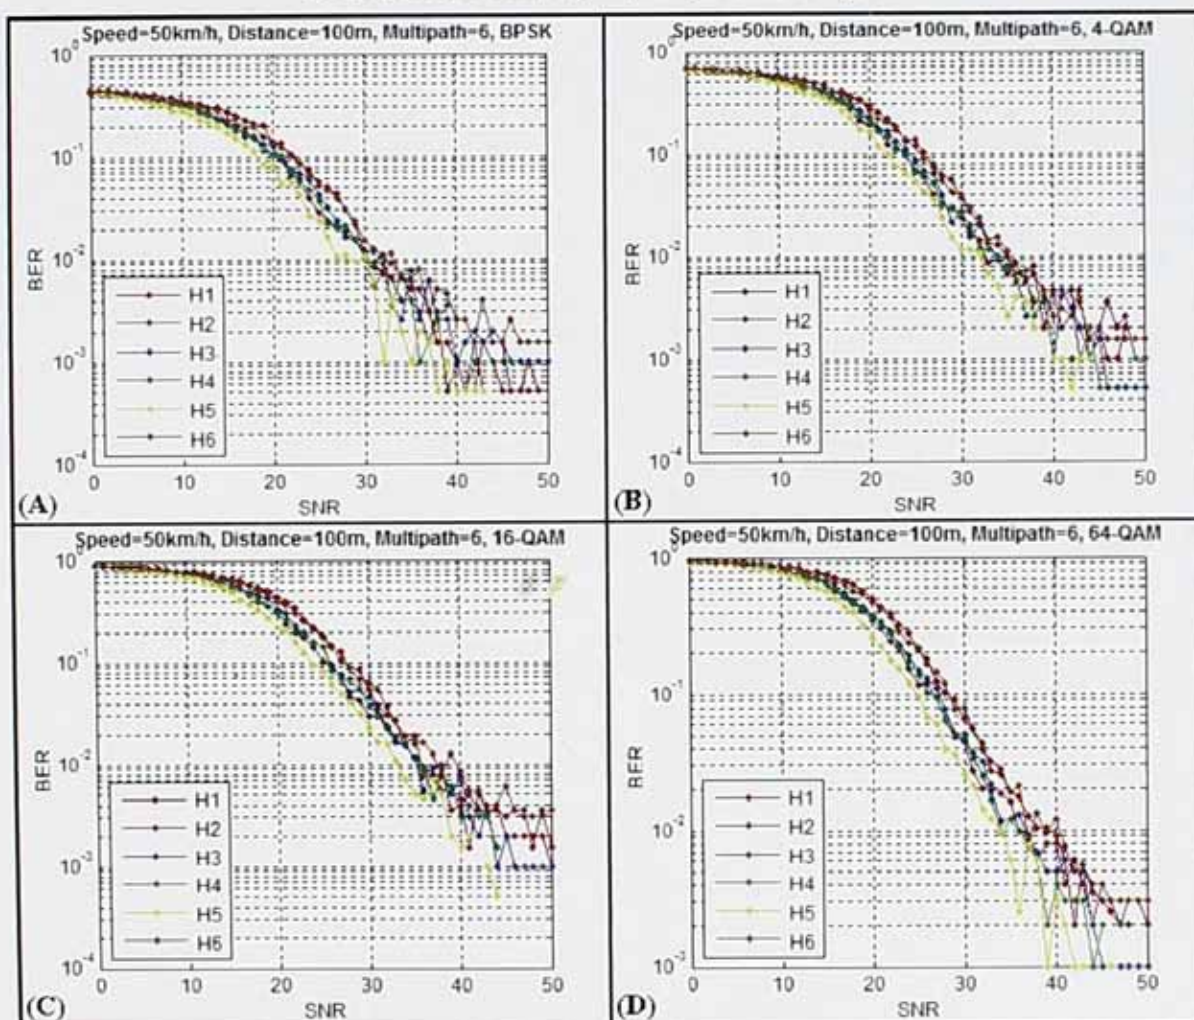 Speed=50km/h, Distance=100m, Multipath=6, BPSK
10^0
10^-1
10^-2
10^-3
10^-4
BER
H1
H2
H3
H4
H5
H6
0 10 20 30 40 50
SNR
(A)
Speed=50km/h, Distance=100m, Multipath=6, 4-QAM
10^0
10^-1
10^-2
10^-3
10^-4
BER
H1
H2
H3
H4
H5
H6
0 10 20 30 40 50
SNR
(B)
Speed=50km/h, Distance=100m, Multipath=6, 16-QAM
10^0
10^-1
10^-2
10^-3
10^-4
BER
H1
H2
H3
H4
H5
H6
0 10 20 30 40 50
SNR
(C)
Speed=50km/h, Distance=100m, Multipath=6, 64-QAM
10^0
10^-1
10^-2
10^-3
BER
H1
H2
H3
H4
H5
H6
0 10 20 30 40 50
SNR
(D)